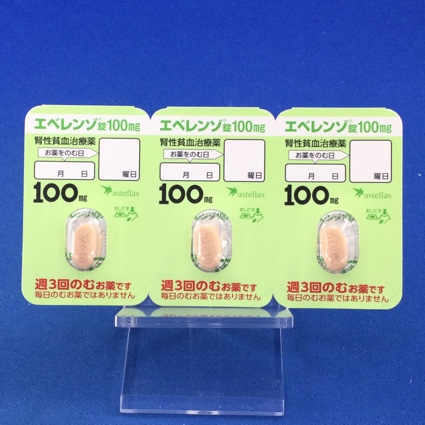 エベレンゾ錠100mg
腎性貧血治療薬
お薬をのむ日
月 日
曜日
100mg
astellas
週3回のむお薬です
毎日のむお薬ではありません
エベレンゾ錠100mg
腎性貧血治療薬
お薬をのむ日
月 日
曜日
100mg
astellas
週3回のむお薬です
毎日のむお薬ではありません
エベレンゾ錠100mg
腎性貧血治療薬
お薬をのむ日
月 日
曜日
100mg
astellas
週3回のむお薬です
毎日のむお薬ではありません